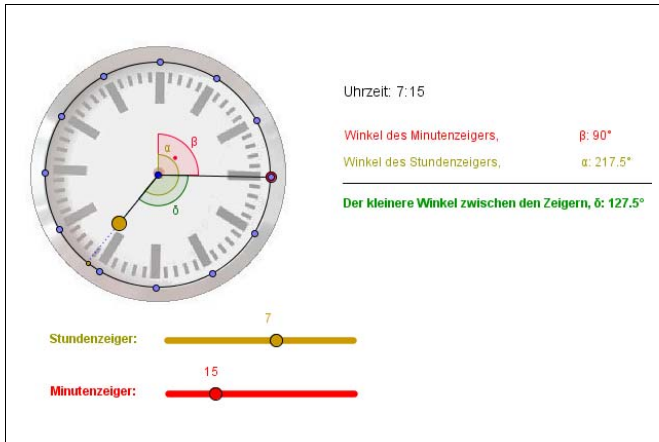 β
α
δ
Uhrzeit: 7:15
Winkel des Minutenzeigers, β: 90°
Winkel des Stundenzeigers, α: 217.5°
Der kleinere Winkel zwischen den Zeigern, δ: 127.5°
7
Stundenzeiger:
15
Minutenzeiger: